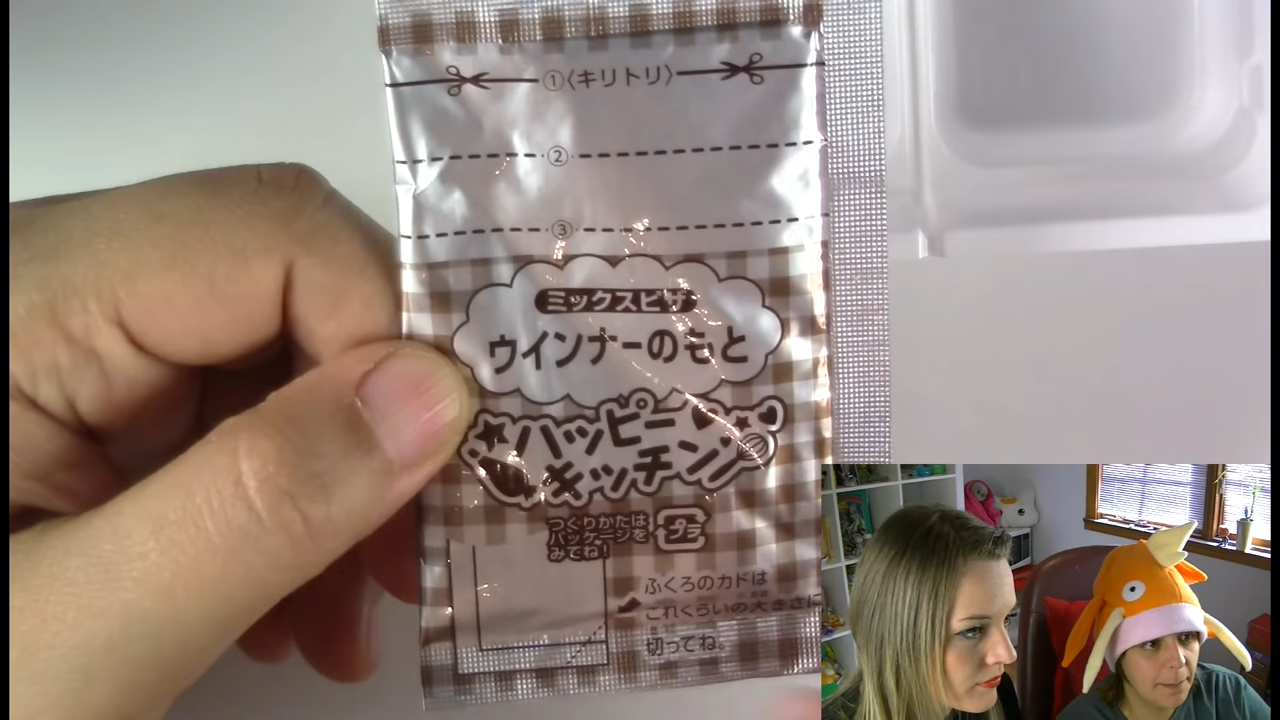 ①〈キリトリ〉
②
③
ミックスピザ
ウインナーのもと
ハッピー
キッチン
つくりかたは
パッケージを
みてね!
プラ
ふくろのカドは
これくらいの大きさに
切ってね。